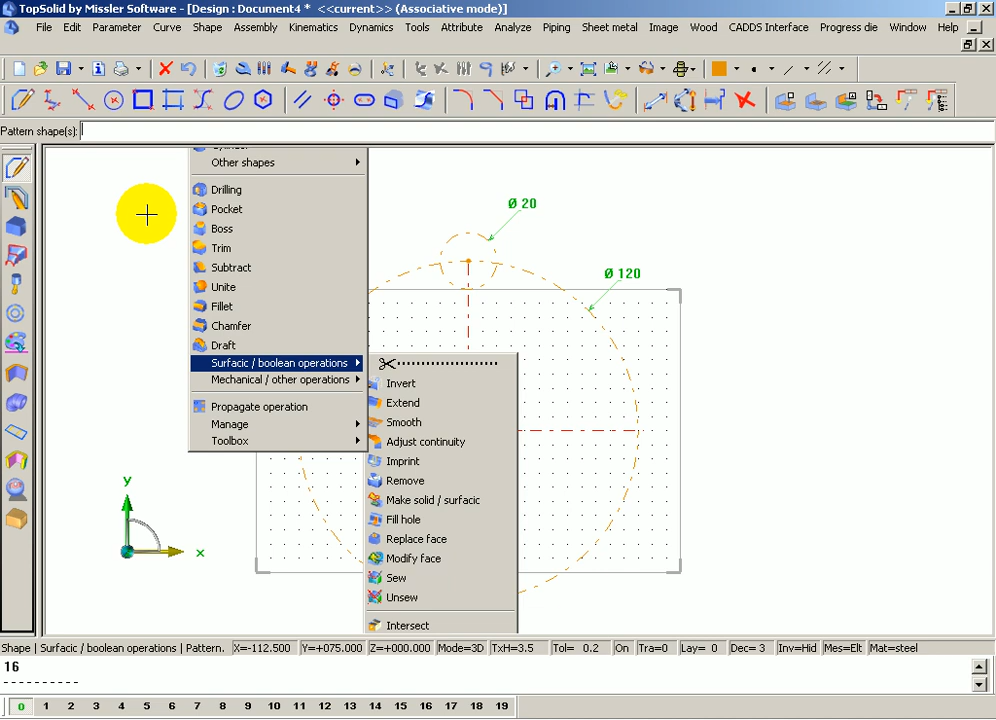 TopSolid by Missler Software - [Design : Document4 *   <<current>> (Associative mode)]
File Edit Parameter Curve Shape Assembly Kinematics Dynamics Tools Attribute Analyze Piping Sheet metal Image Wood CADDS Interface Progress die Window Help
Pattern shape(s):
Other shapes
Drilling
Pocket
Boss
Trim
Subtract
Unite
Fillet
Chamfer
Draft
Surfacic / boolean operations
Mechanical / other operations
Propagate operation
Manage
Toolbox
Invert
Extend
Smooth
Adjust continuity
Imprint
Remove
Make solid / surfacic
Fill hole
Replace face
Modify face
Sew
Unsew
Intersect
Ø 20
Ø 120
y
x
Shape | Surfacic / boolean operations | Pattern. X=-112.500 Y=+075.000 Z=+000.000 Mode=3D TxH=3.5 Tol= 0.2 On Tra=0 Lay= 0 Dec= 3 Inv=Hid Mes=Elt Mat=steel
16
----------
0 1 2 3 4 5 6 7 8 9 10 11 12 13 14 15 16 17 18 19